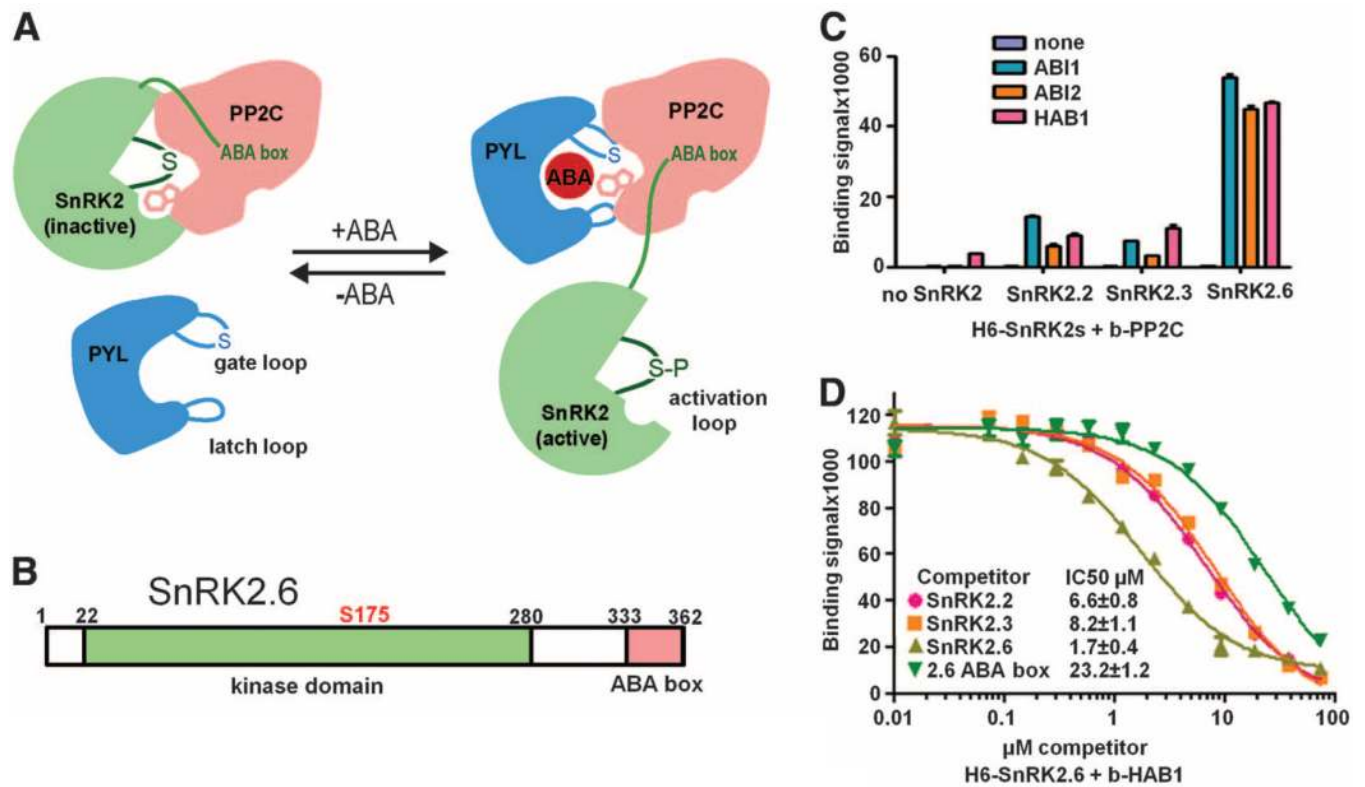 A
PP2C
ABA box
S
SnRK2
(inactive)
+ABA
-ABA
PYL
S
gate loop
latch loop
PYL
S
ABA
PP2C
ABA box
S-P
activation
loop
SnRK2
(active)
B
SnRK2.6
1 22 S175 280 333 362
kinase domain ABA box
C
Binding signalx1000
60
40
20
0
none
ABI1
ABI2
HAB1
no SnRK2 SnRK2.2 SnRK2.3 SnRK2.6
H6-SnRK2s + b-PP2C
D
Binding signalx1000
120
100
80
60
40
20
0
Competitor IC50 µM
SnRK2.2 6.6±0.8
SnRK2.3 8.2±1.1
SnRK2.6 1.7±0.4
2.6 ABA box 23.2±1.2
0.01 0.1 1 10 100
µM competitor
H6-SnRK2.6 + b-HAB1